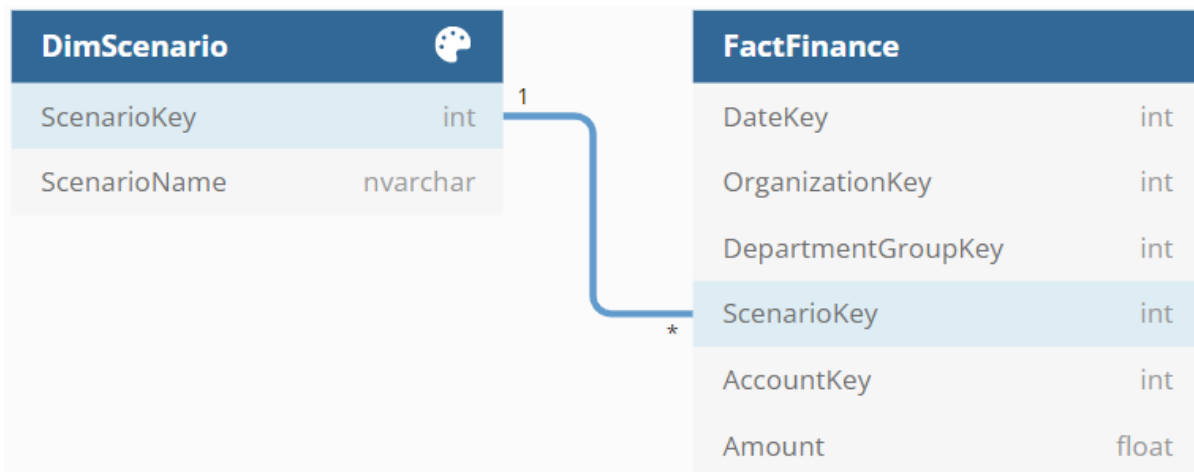 DimScenario
ScenarioKey int
ScenarioName nvarchar
1
*
FactFinance
DateKey int
OrganizationKey int
DepartmentGroupKey int
ScenarioKey int
AccountKey int
Amount float